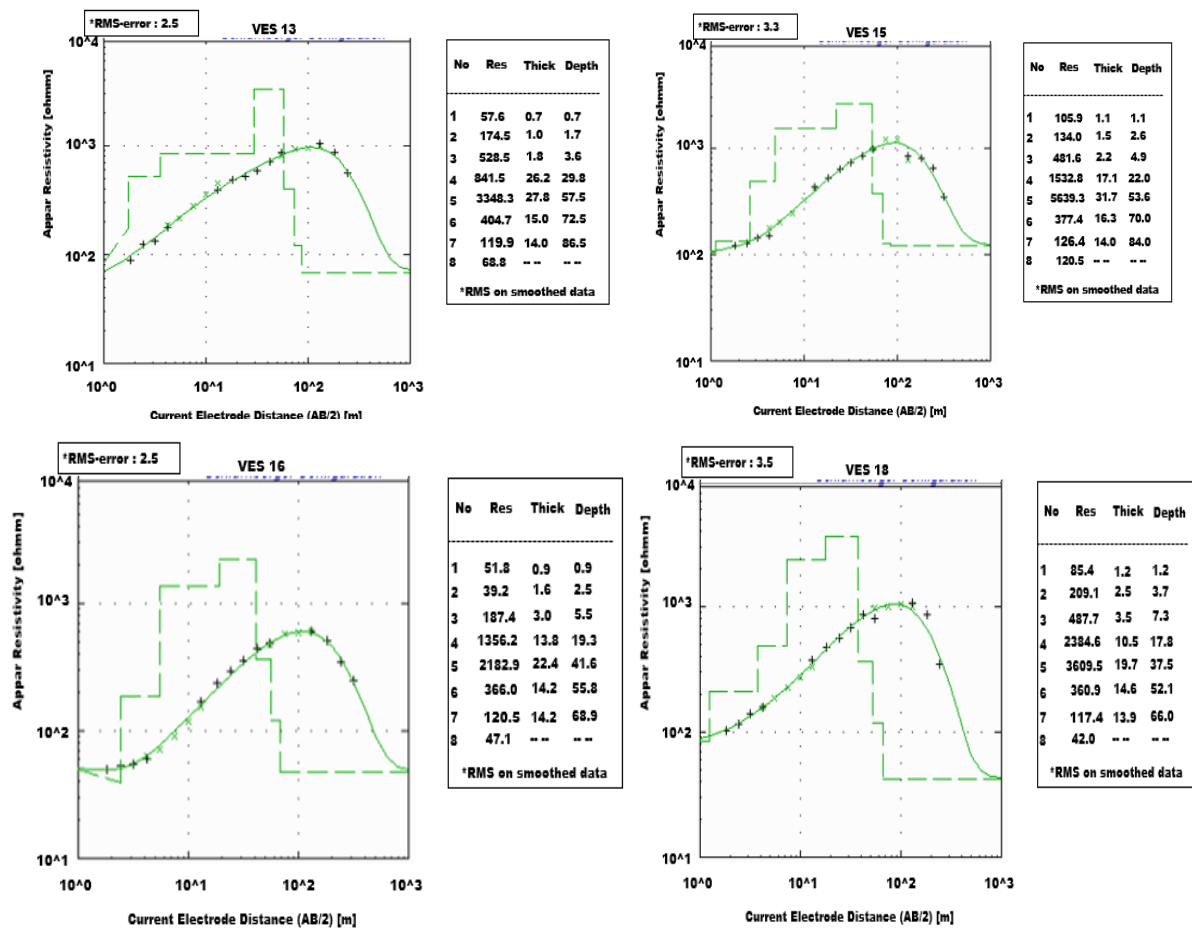 *RMS-error : 2.5
VES 13
10^4
10^3
10^2
10^1
Appar Resistivity [ohmm]
10^0 10^1 10^2 10^3
Current Electrode Distance (AB/2) [m]
No Res Thick Depth
1 57.6 0.7 0.7
2 174.5 1.0 1.7
3 528.5 1.8 3.6
4 841.5 26.2 29.8
5 3348.3 27.8 57.5
6 404.7 15.0 72.5
7 119.9 14.0 86.5
8 68.8 -- --
*RMS on smoothed data
*RMS-error : 3.3
VES 15
10^4
10^3
10^2
10^1
Appar Resistivity [ohmm]
10^0 10^1 10^2 10^3
Current Electrode Distance (AB/2) [m]
No Res Thick Depth
1 105.9 1.1 1.1
2 134.0 1.5 2.6
3 481.6 2.2 4.9
4 1532.8 17.1 22.0
5 5639.3 31.7 53.6
6 377.4 16.3 70.0
7 126.4 14.0 84.0
8 120.5 -- --
*RMS on smoothed data
*RMS-error : 2.5
VES 16
10^4
10^3
10^2
10^1
Appar Resistivity [ohmm]
10^0 10^1 10^2 10^3
Current Electrode Distance (AB/2) [m]
No Res Thick Depth
1 51.8 0.9 0.9
2 39.2 1.6 2.5
3 187.4 3.0 5.5
4 1356.2 13.8 19.3
5 2182.9 22.4 41.6
6 366.0 14.2 55.8
7 120.5 14.2 68.9
8 47.1 -- --
*RMS on smoothed data
*RMS-error : 3.5
VES 18
10^4
10^3
10^2
10^1
Appar Resistivity [ohmm]
10^0 10^1 10^2 10^3
Current Electrode Distance (AB/2) [m]
No Res Thick Depth
1 85.4 1.2 1.2
2 209.1 2.5 3.7
3 487.7 3.5 7.3
4 2384.6 10.5 17.8
5 3609.5 19.7 37.5
6 360.9 14.6 52.1
7 117.4 13.9 66.0
8 42.0 -- --
*RMS on smoothed data